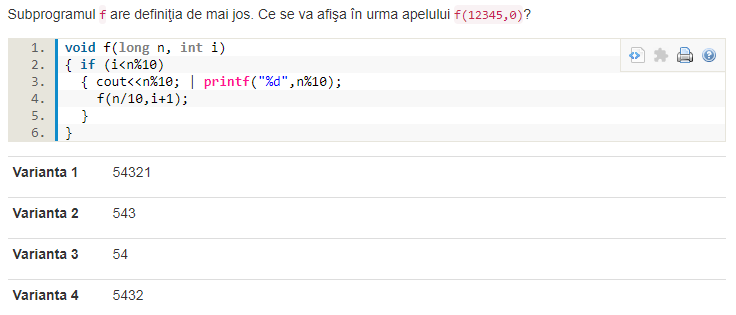 Subprogramul f are definiţia de mai jos. Ce se va afişa în urma apelului f(12345,0)?
1. void f(long n, int i)
2. { if (i<n%10)
3. { cout<<n%10; | printf("%d",n%10);
4. f(n/10,i+1);
5. }
6. }
Varianta 1 54321
Varianta 2 543
Varianta 3 54
Varianta 4 5432